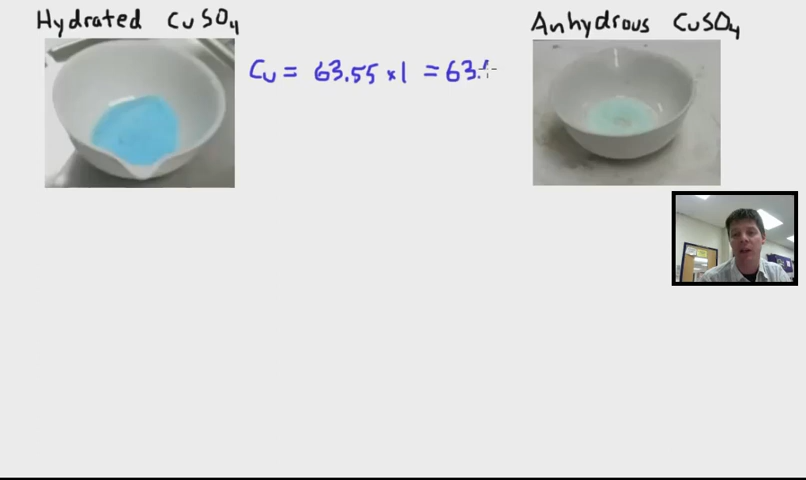 Hydrated CuSO4
Anhydrous CuSO4
Cu = 63.55 x 1 = 63.